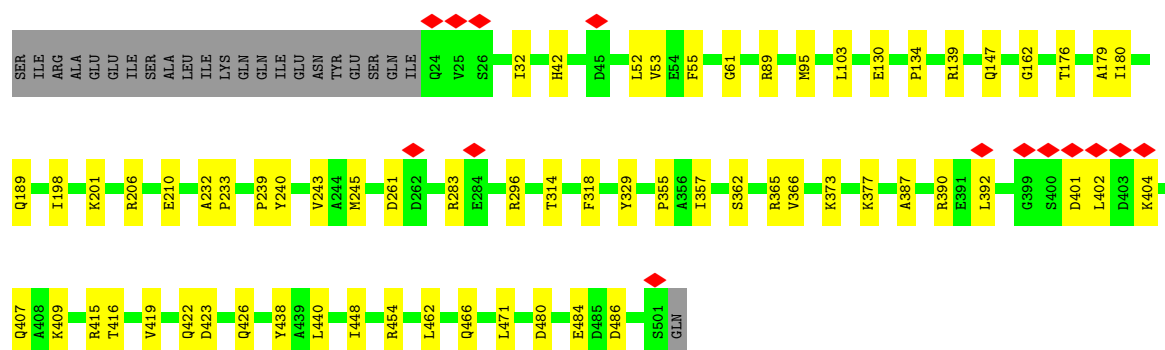 SER ILE ARG ALA GLU GLU ILE SER ALA LEU ILE LYS GLN GLN ILE GLU ASN TYR GLU SER GLN ILE Q24 V25 S26 I32 H42 D45 L52 V53 E54 F55 G61 R89 M95 L103 E130 P134 R139 Q147 G162 T176 A179 I180
Q189 I198 K201 R206 E210 A232 P233 P239 Y240 V243 A244 M245 D261 D262 R283 E284 R296 T314 F318 Y329 P355 A356 I357 S362 R365 V366 K373 K377 A387 R390 E391 L392 G399 S400 D401 L402 D403 K404
Q407 A408 K409 R415 T416 V419 Q422 D423 Q426 Y438 A439 L440 I448 R454 L462 Q466 L471 D480 E484 D485 D486 S501 GLN